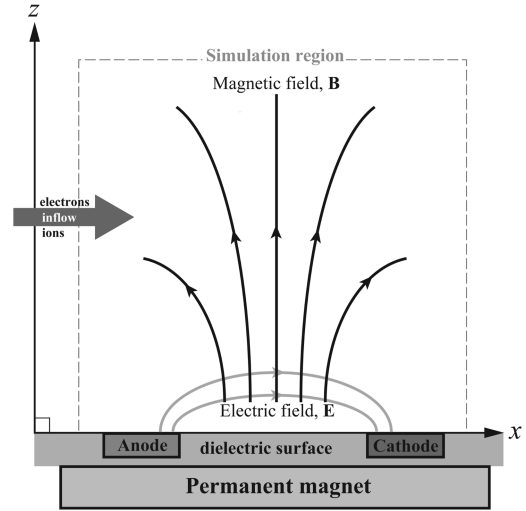 z
Simulation region
Magnetic field, B
electrons
inflow
ions
Electric field, E
x
Anode
dielectric surface
Cathode
Permanent magnet